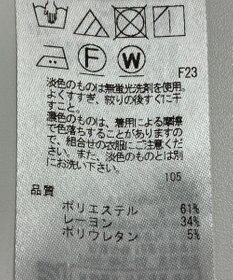 F
W
F23
淡色のものは無蛍光洗剤を使用。
よくすすぎ、絞りの後すぐに干
すこと。
濃色のものは、着用による摩擦
で色落ちすることがありますの
で、組合せの衣服にご注意くださ
い。また、淡色のものとは別
にお洗い下さい。
105
品質
ポリエステル 61%
レーヨン 34%
ポリウレタン 5%